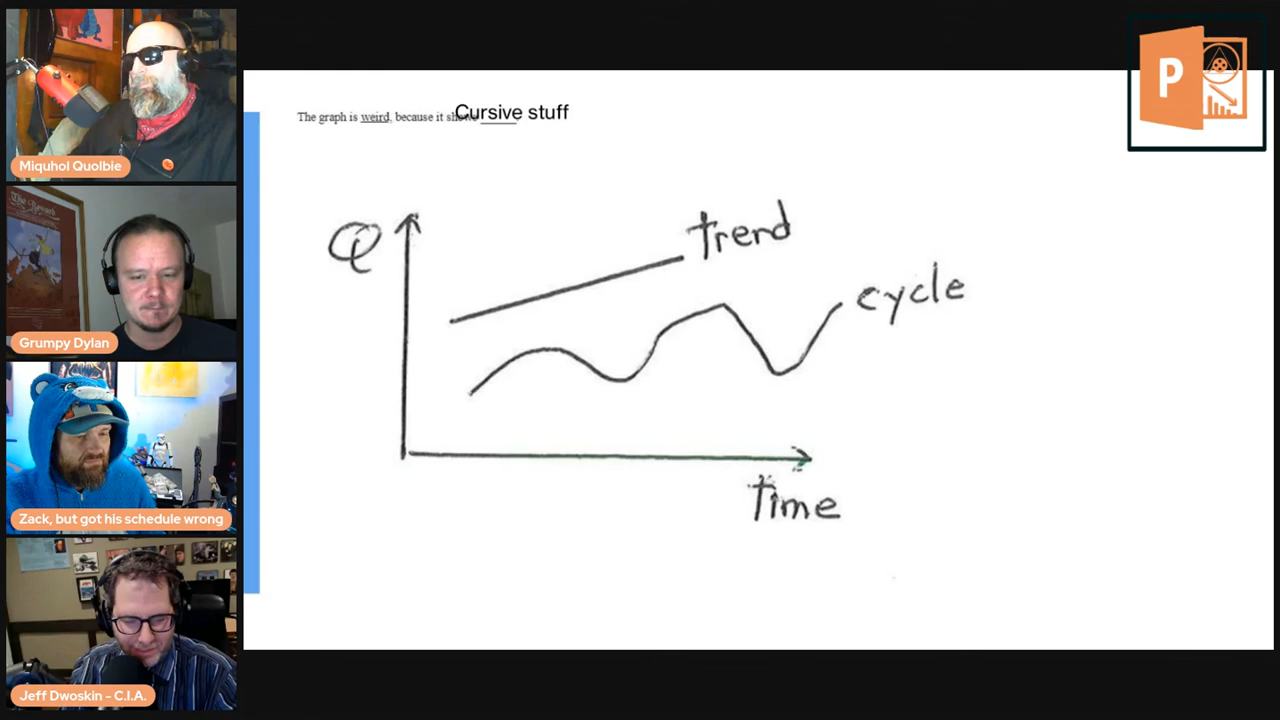 Miquhol Quolbie
Grumpy Dylan
Zack, but got his schedule wrong
Jeff Dwoskin - C.I.A.
P
The graph is weird, because it shows
Cursive stuff
Q
trend
cycle
Time